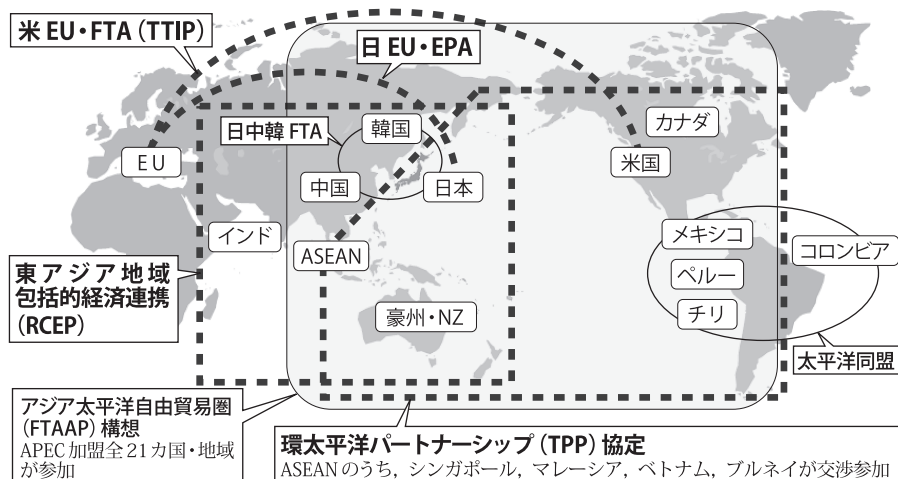 米EU・FTA（TTIP）
日EU・EPA
日中韓FTA
韓国
カナダ
EU
中国
日本
米国
インド
ASEAN
メキシコ
コロンビア
ペルー
チリ
豪州・NZ
東アジア地域
包括的経済連携
（RCEP）
太平洋同盟
アジア太平洋自由貿易圏
（FTAAP）構想
APEC加盟全21カ国・地域
が参加
環太平洋パートナーシップ（TPP）協定
ASEANのうち，シンガポール，マレーシア，ベトナム，ブルネイが交渉参加